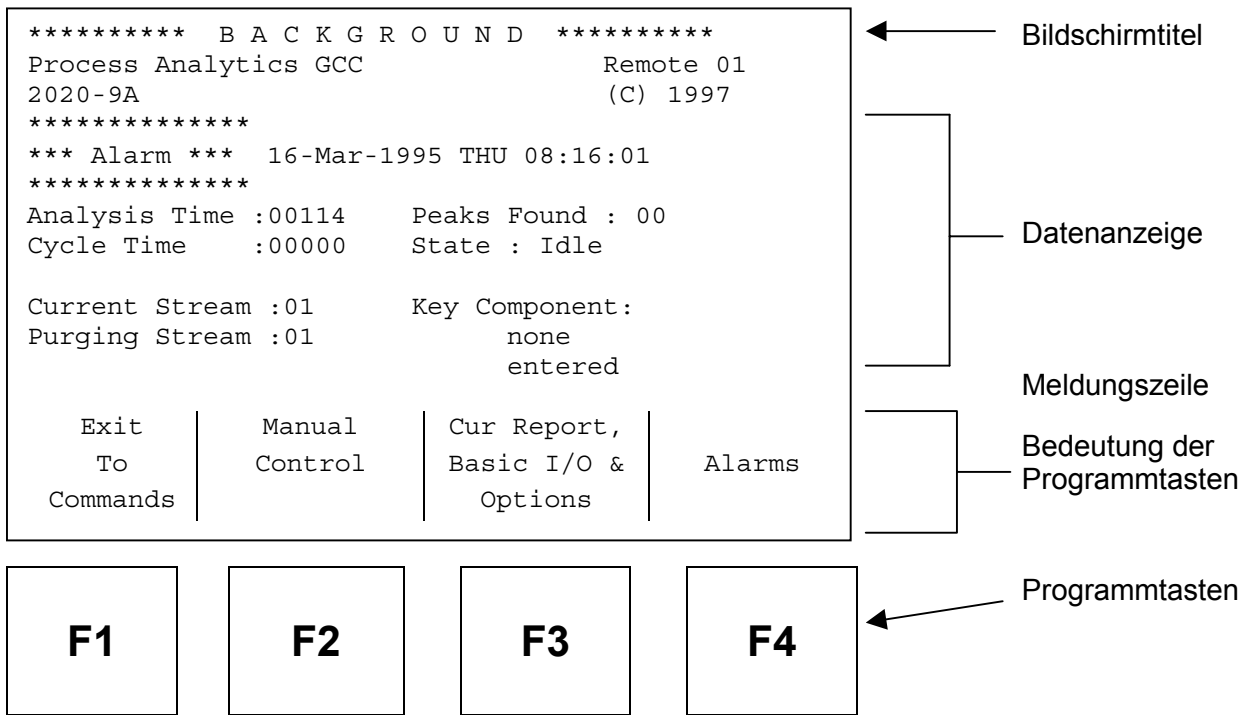 ********** B A C K G R O U N D **********
Process Analytics GCC Remote 01
2020-9A (C) 1997
**************
*** Alarm *** 16-Mar-1995 THU 08:16:01
**************
Analysis Time :00114 Peaks Found : 00
Cycle Time :00000 State : Idle
Current Stream :01 Key Component:
Purging Stream :01 none
entered
Exit
To
Commands
Manual
Control
Cur Report,
Basic I/O &
Options
Alarms
F1
F2
F3
F4
Bildschirmtitel
Datenanzeige
Meldungszeile
Bedeutung der
Programmtasten
Programmtasten